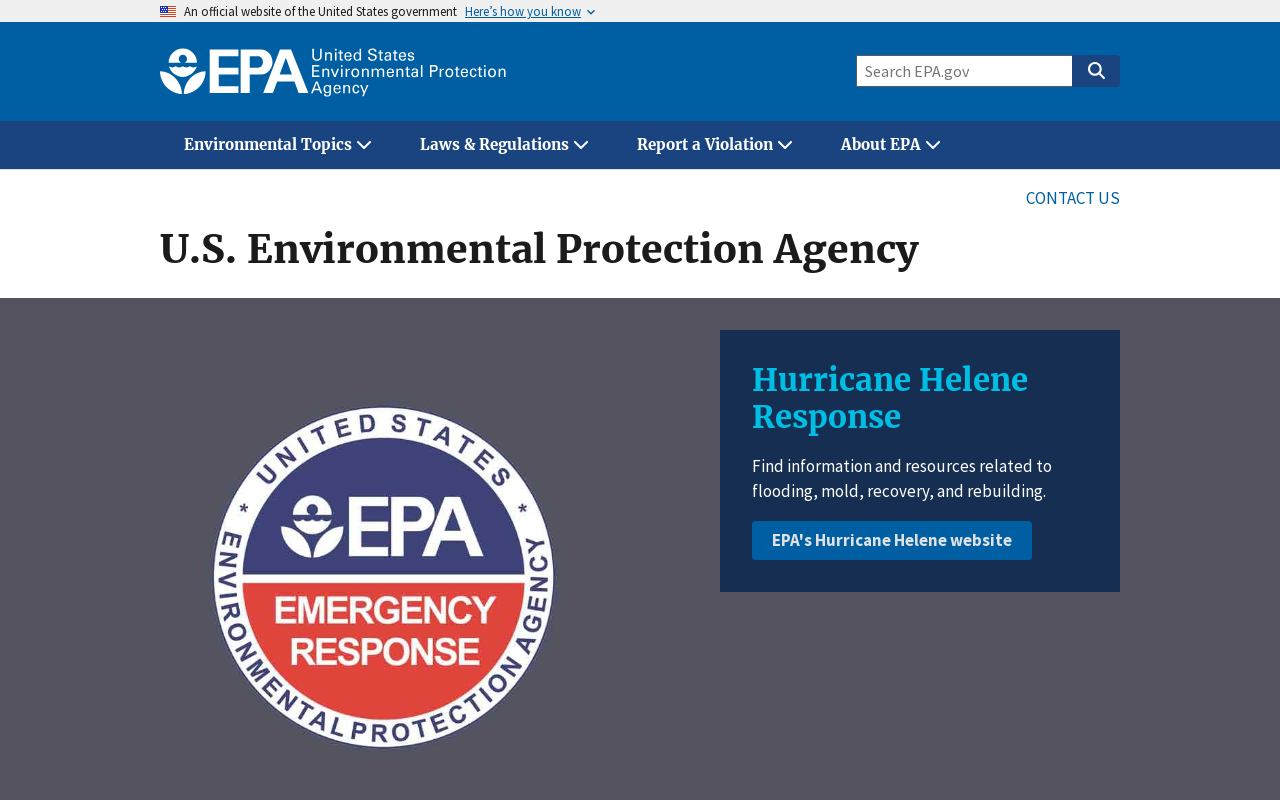 An official website of the United States government Here’s how you know
EPA United States
Environmental Protection
Agency
Search EPA.gov
Environmental Topics
Laws & Regulations
Report a Violation
About EPA
CONTACT US
U.S. Environmental Protection Agency
* UNITED STATES *
EPA
EMERGENCY
RESPONSE
ENVIRONMENTAL PROTECTION AGENCY
Hurricane Helene
Response
Find information and resources related to
flooding, mold, recovery, and rebuilding.
EPA's Hurricane Helene website